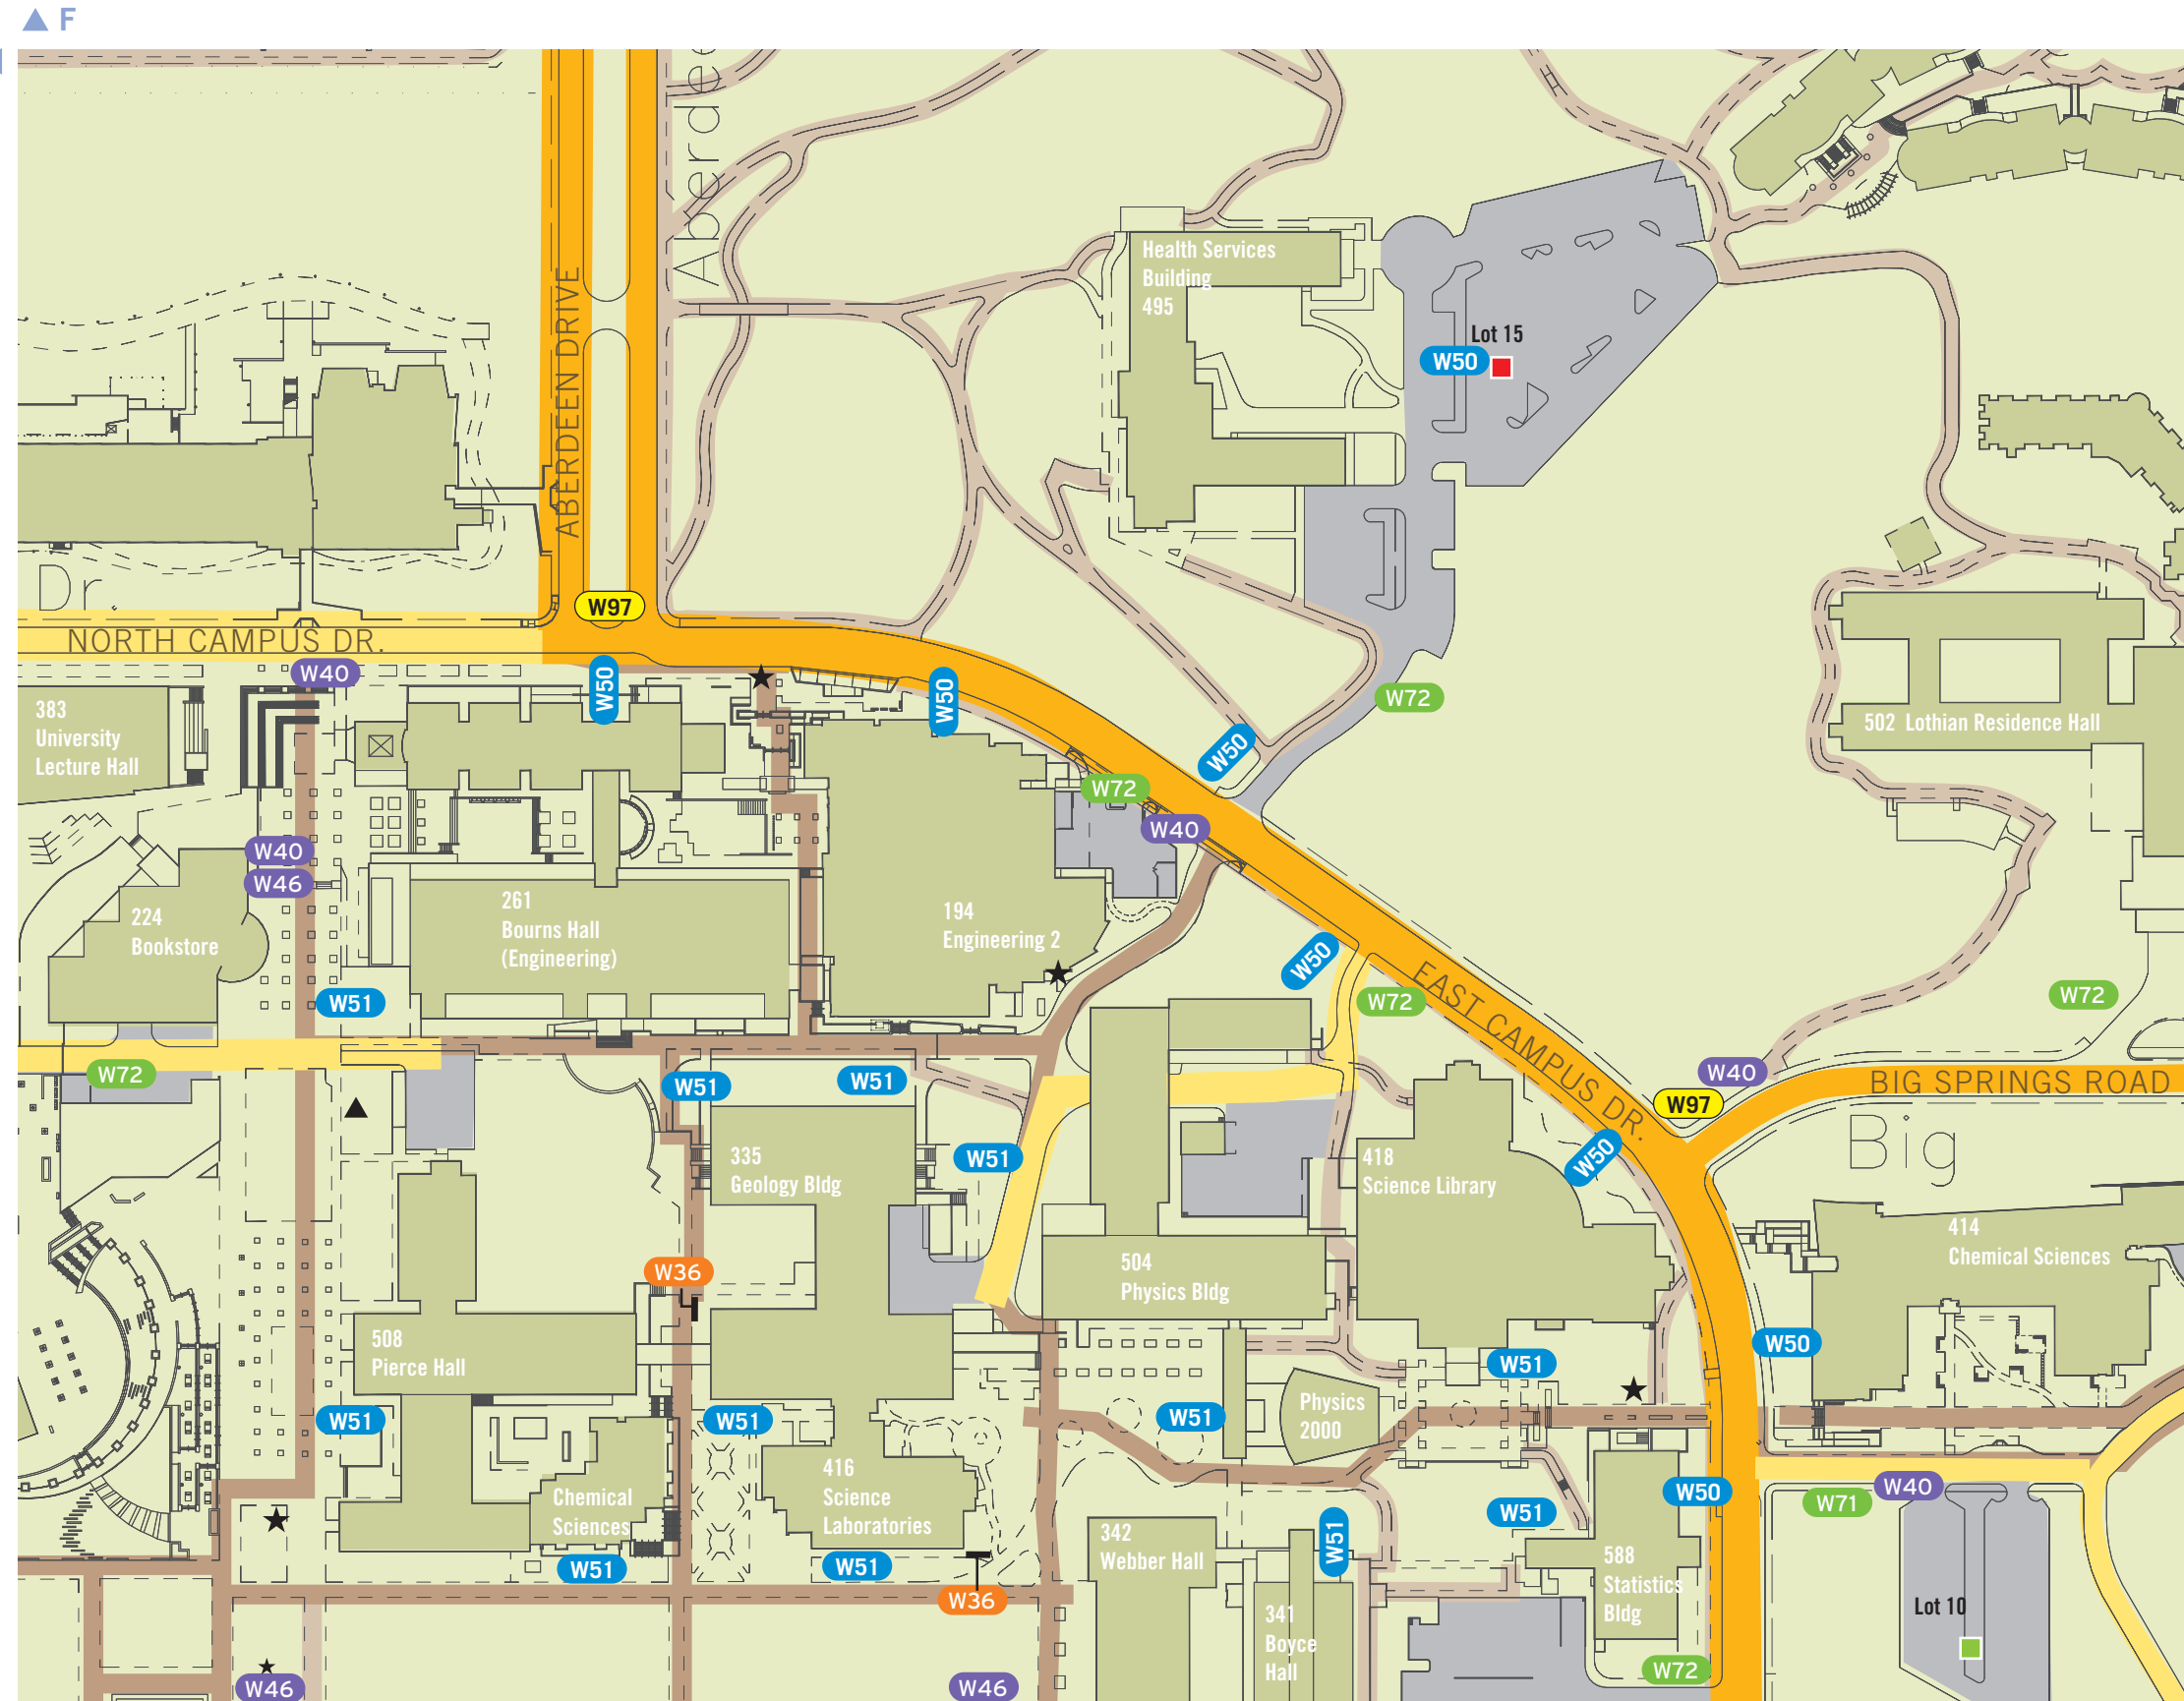 F
Aberde
Health Services
Building
495
Lot 15
W50
ABERDEEN DRIVE
Dr.
W97
NORTH CAMPUS DR.
W40
W50
W50
W72
383
University
Lecture Hall
502 Lothian Residence Hall
W50
W72
W40
W40
W46
224
Bookstore
261
Bourns Hall
(Engineering)
194
Engineering 2
W50
W51
W72
EAST CAMPUS DR.
W72
W72
W51
W51
W40
BIG SPRINGS ROAD
W97
Big
335
Geology Bldg
W51
418
Science Library
W50
414
Chemical Sciences
W36
504
Physics Bldg
508
Pierce Hall
W51
W50
W51
W51
W51
Physics
2000
416
Science
Laboratories
Chemical
Sciences
W51
W50
W71
W40
342
Webber Hall
W51
W51
W51
588
Statistics
Bldg
W36
341
Boyce
Hall
Lot 10
W72
W46
W46